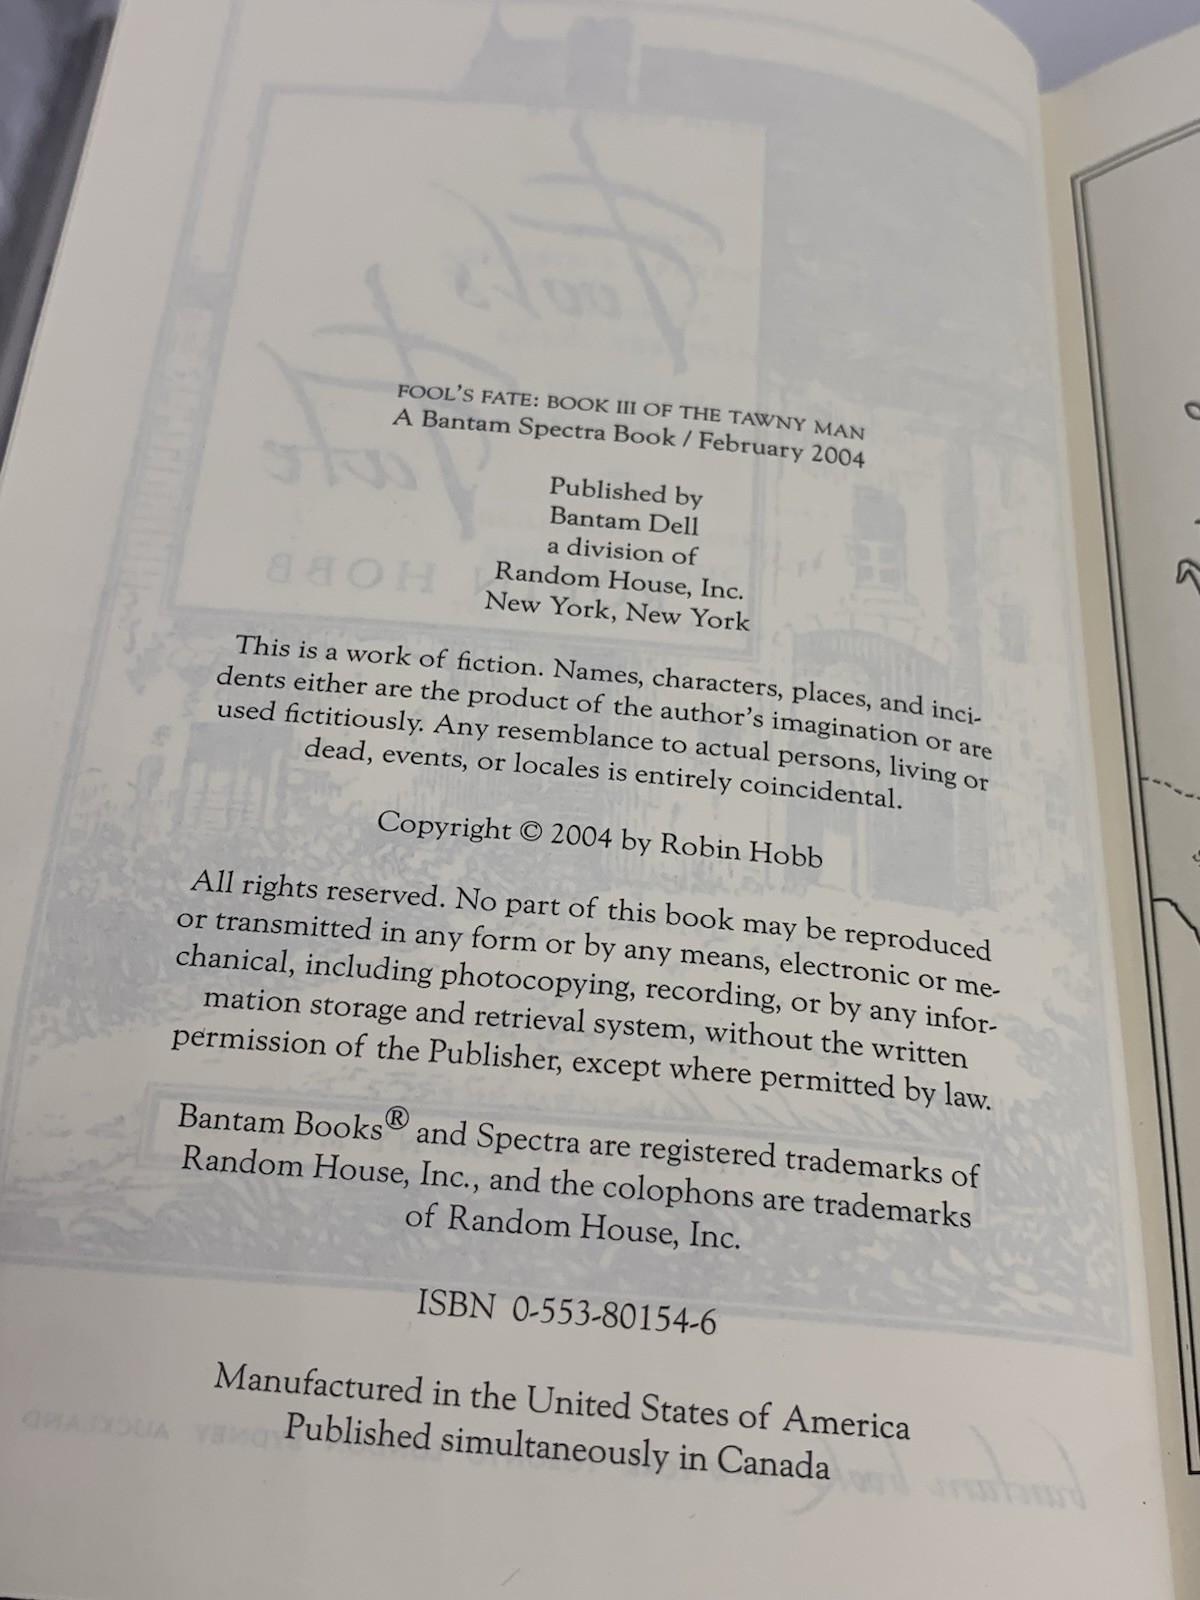 FOOL'S FATE: BOOK III OF THE TAWNY MAN
A Bantam Spectra Book / February 2004
Published by
Bantam Dell
a division of
Random House, Inc.
New York, New York
This is a work of fiction. Names, characters, places, and inci-
dents either are the product of the author's imagination or are
used fictitiously. Any resemblance to actual persons, living or
dead, events, or locales is entirely coincidental.
Copyright © 2004 by Robin Hobb
All rights reserved. No part of this book may be reproduced
or transmitted in any form or by any means, electronic or me-
chanical, including photocopying, recording, or by any infor-
mation storage and retrieval system, without the written
permission of the Publisher, except where permitted by law.
Bantam Books® and Spectra are registered trademarks of
Random House, Inc., and the colophons are trademarks
of Random House, Inc.
ISBN 0-553-80154-6
Manufactured in the United States of America
Published simultaneously in Canada